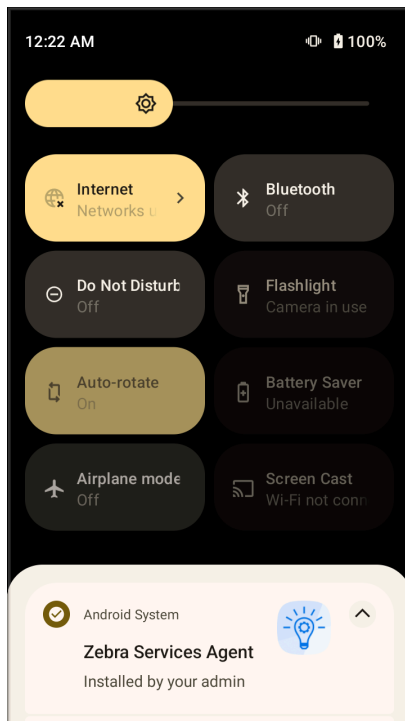 12:22 AM 100%
Internet
Networks u
Bluetooth
Off
Do Not Disturb
Off
Flashlight
Camera in use
Auto-rotate
On
Battery Saver
Unavailable
Airplane mode
Off
Screen Cast
Wi-Fi not conn
Android System
Zebra Services Agent
Installed by your admin